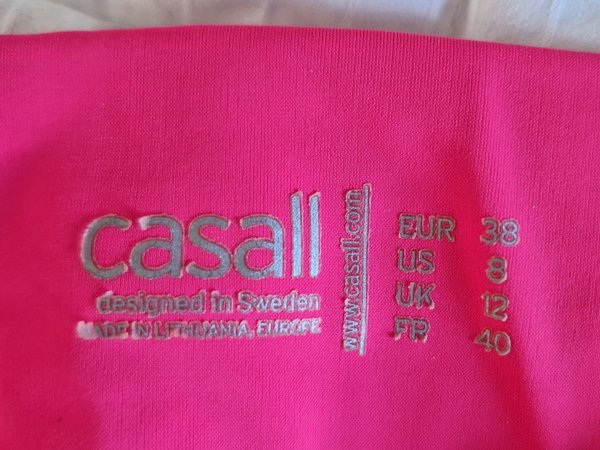 casall
designed in Sweden
MADE IN LITHUANIA, EUROPE
www.casall.com
EUR 38
US 8
UK 12
FR 40